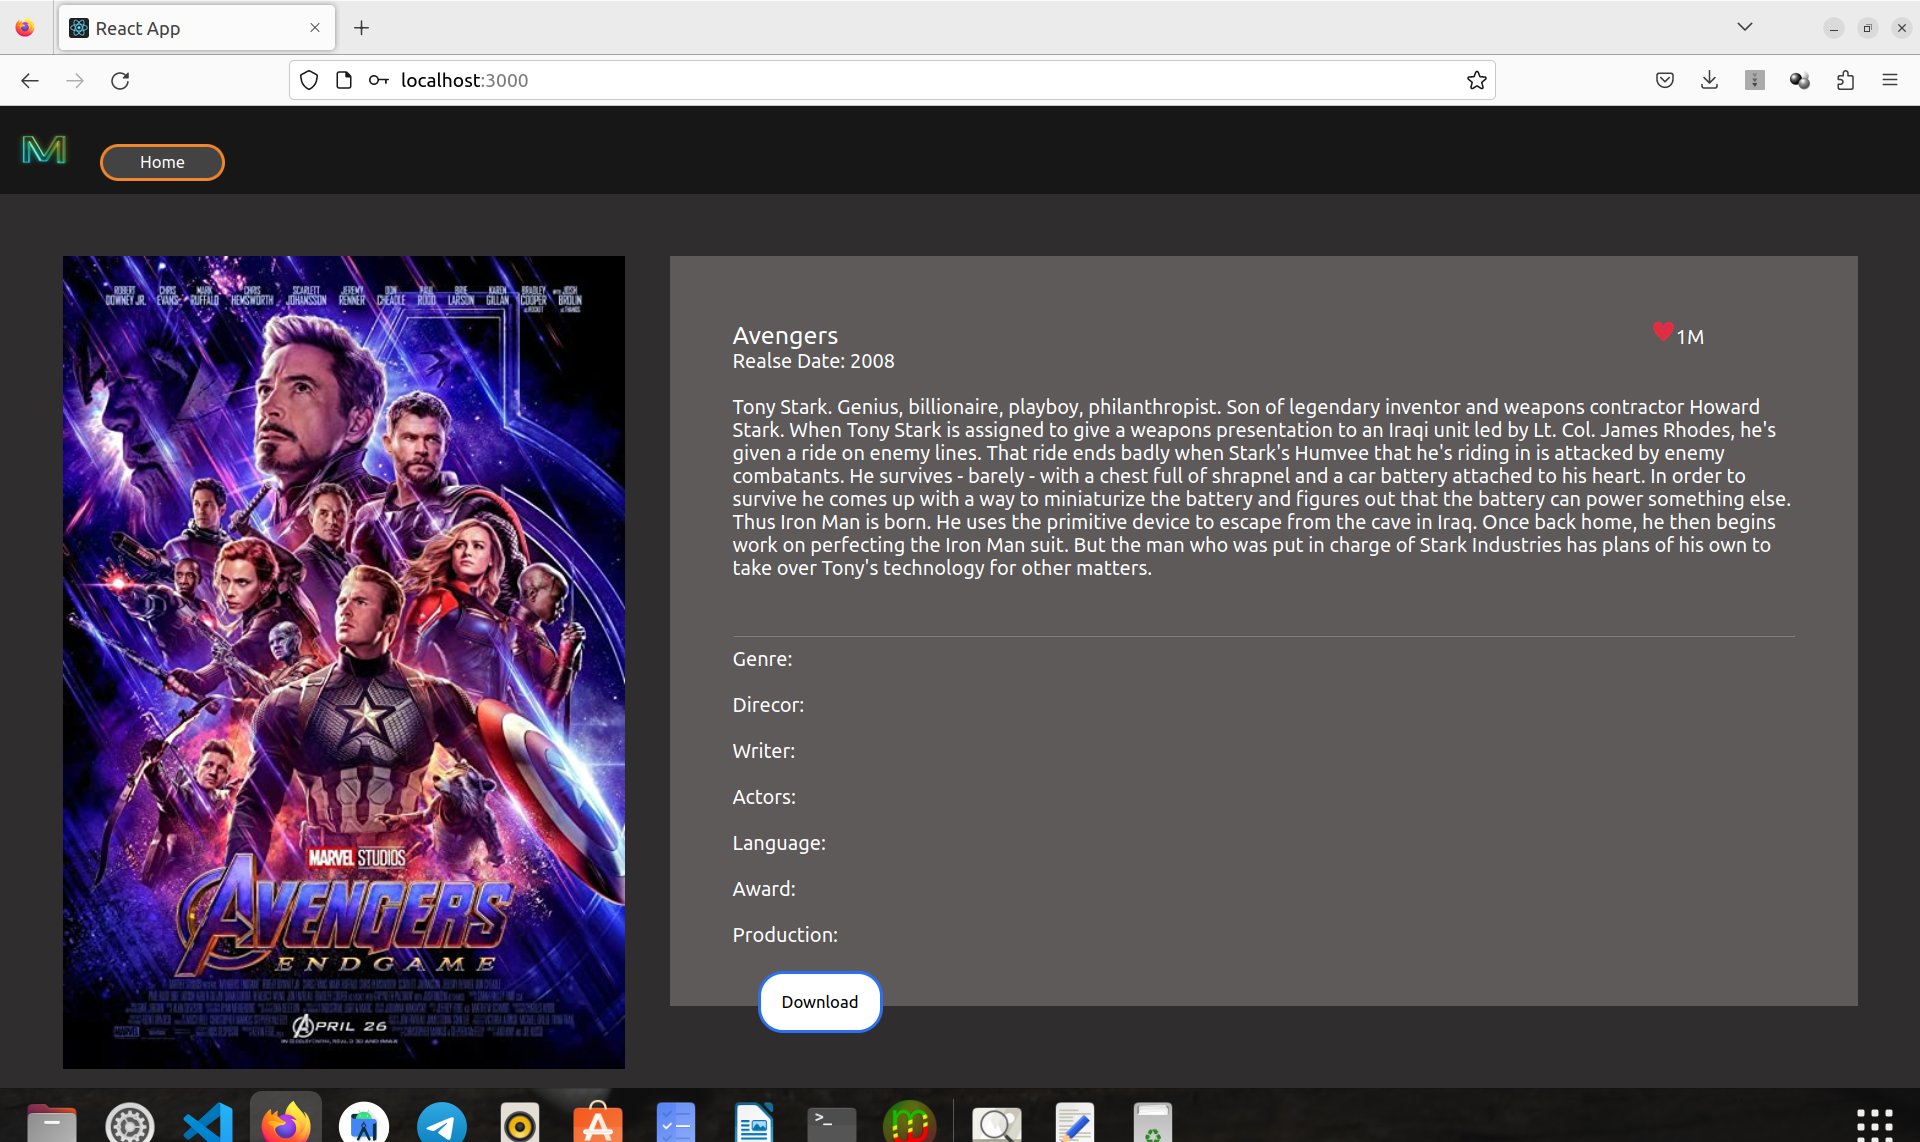 React App
localhost:3000
M
Home
ROBERT DOWNEY JR. CHRIS EVANS MARK RUFFALO CHRIS HEMSWORTH SCARLETT JOHANSSON JEREMY RENNER DON CHEADLE PAUL RUDD BRIE LARSON KAREN GILLAN BRADLEY COOPER WITH JOSH BROLIN
MARVEL STUDIOS
AVENGERS
ENDGAME
MARVEL
APRIL 26
Avengers
1M
Realse Date: 2008
Tony Stark. Genius, billionaire, playboy, philanthropist. Son of legendary inventor and weapons contractor Howard
Stark. When Tony Stark is assigned to give a weapons presentation to an Iraqi unit led by Lt. Col. James Rhodes, he's
given a ride on enemy lines. That ride ends badly when Stark's Humvee that he's riding in is attacked by enemy
combatants. He survives - barely - with a chest full of shrapnel and a car battery attached to his heart. In order to
survive he comes up with a way to miniaturize the battery and figures out that the battery can power something else.
Thus Iron Man is born. He uses the primitive device to escape from the cave in Iraq. Once back home, he then begins
work on perfecting the Iron Man suit. But the man who was put in charge of Stark Industries has plans of his own to
take over Tony's technology for other matters.
Genre:
Direcor:
Writer:
Actors:
Language:
Award:
Production:
Download